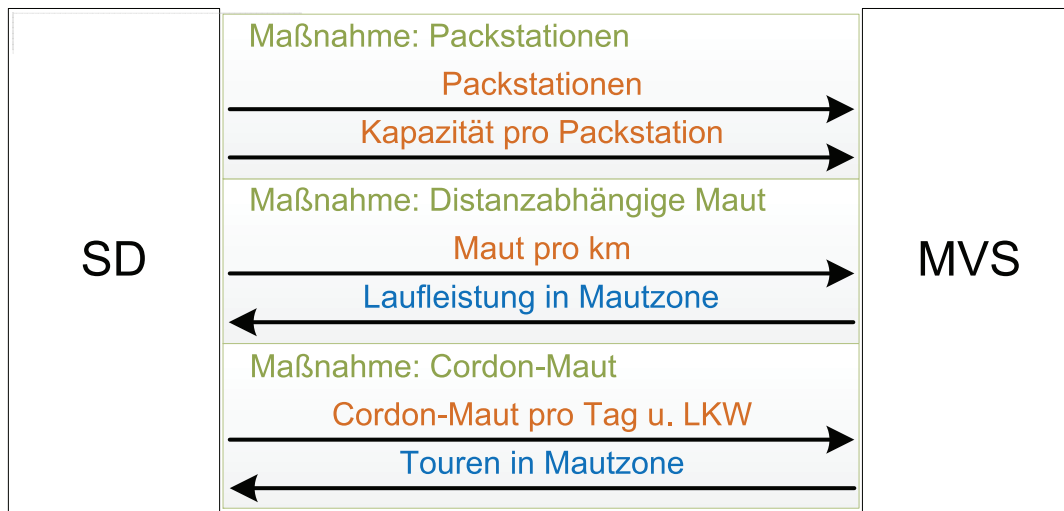 Maßnahme: Packstationen
Packstationen
Kapazität pro Packstation
Maßnahme: Distanzabhängige Maut
SD
Maut pro km
MVS
Laufleistung in Mautzone
Maßnahme: Cordon-Maut
Cordon-Maut pro Tag u. LKW
Touren in Mautzone